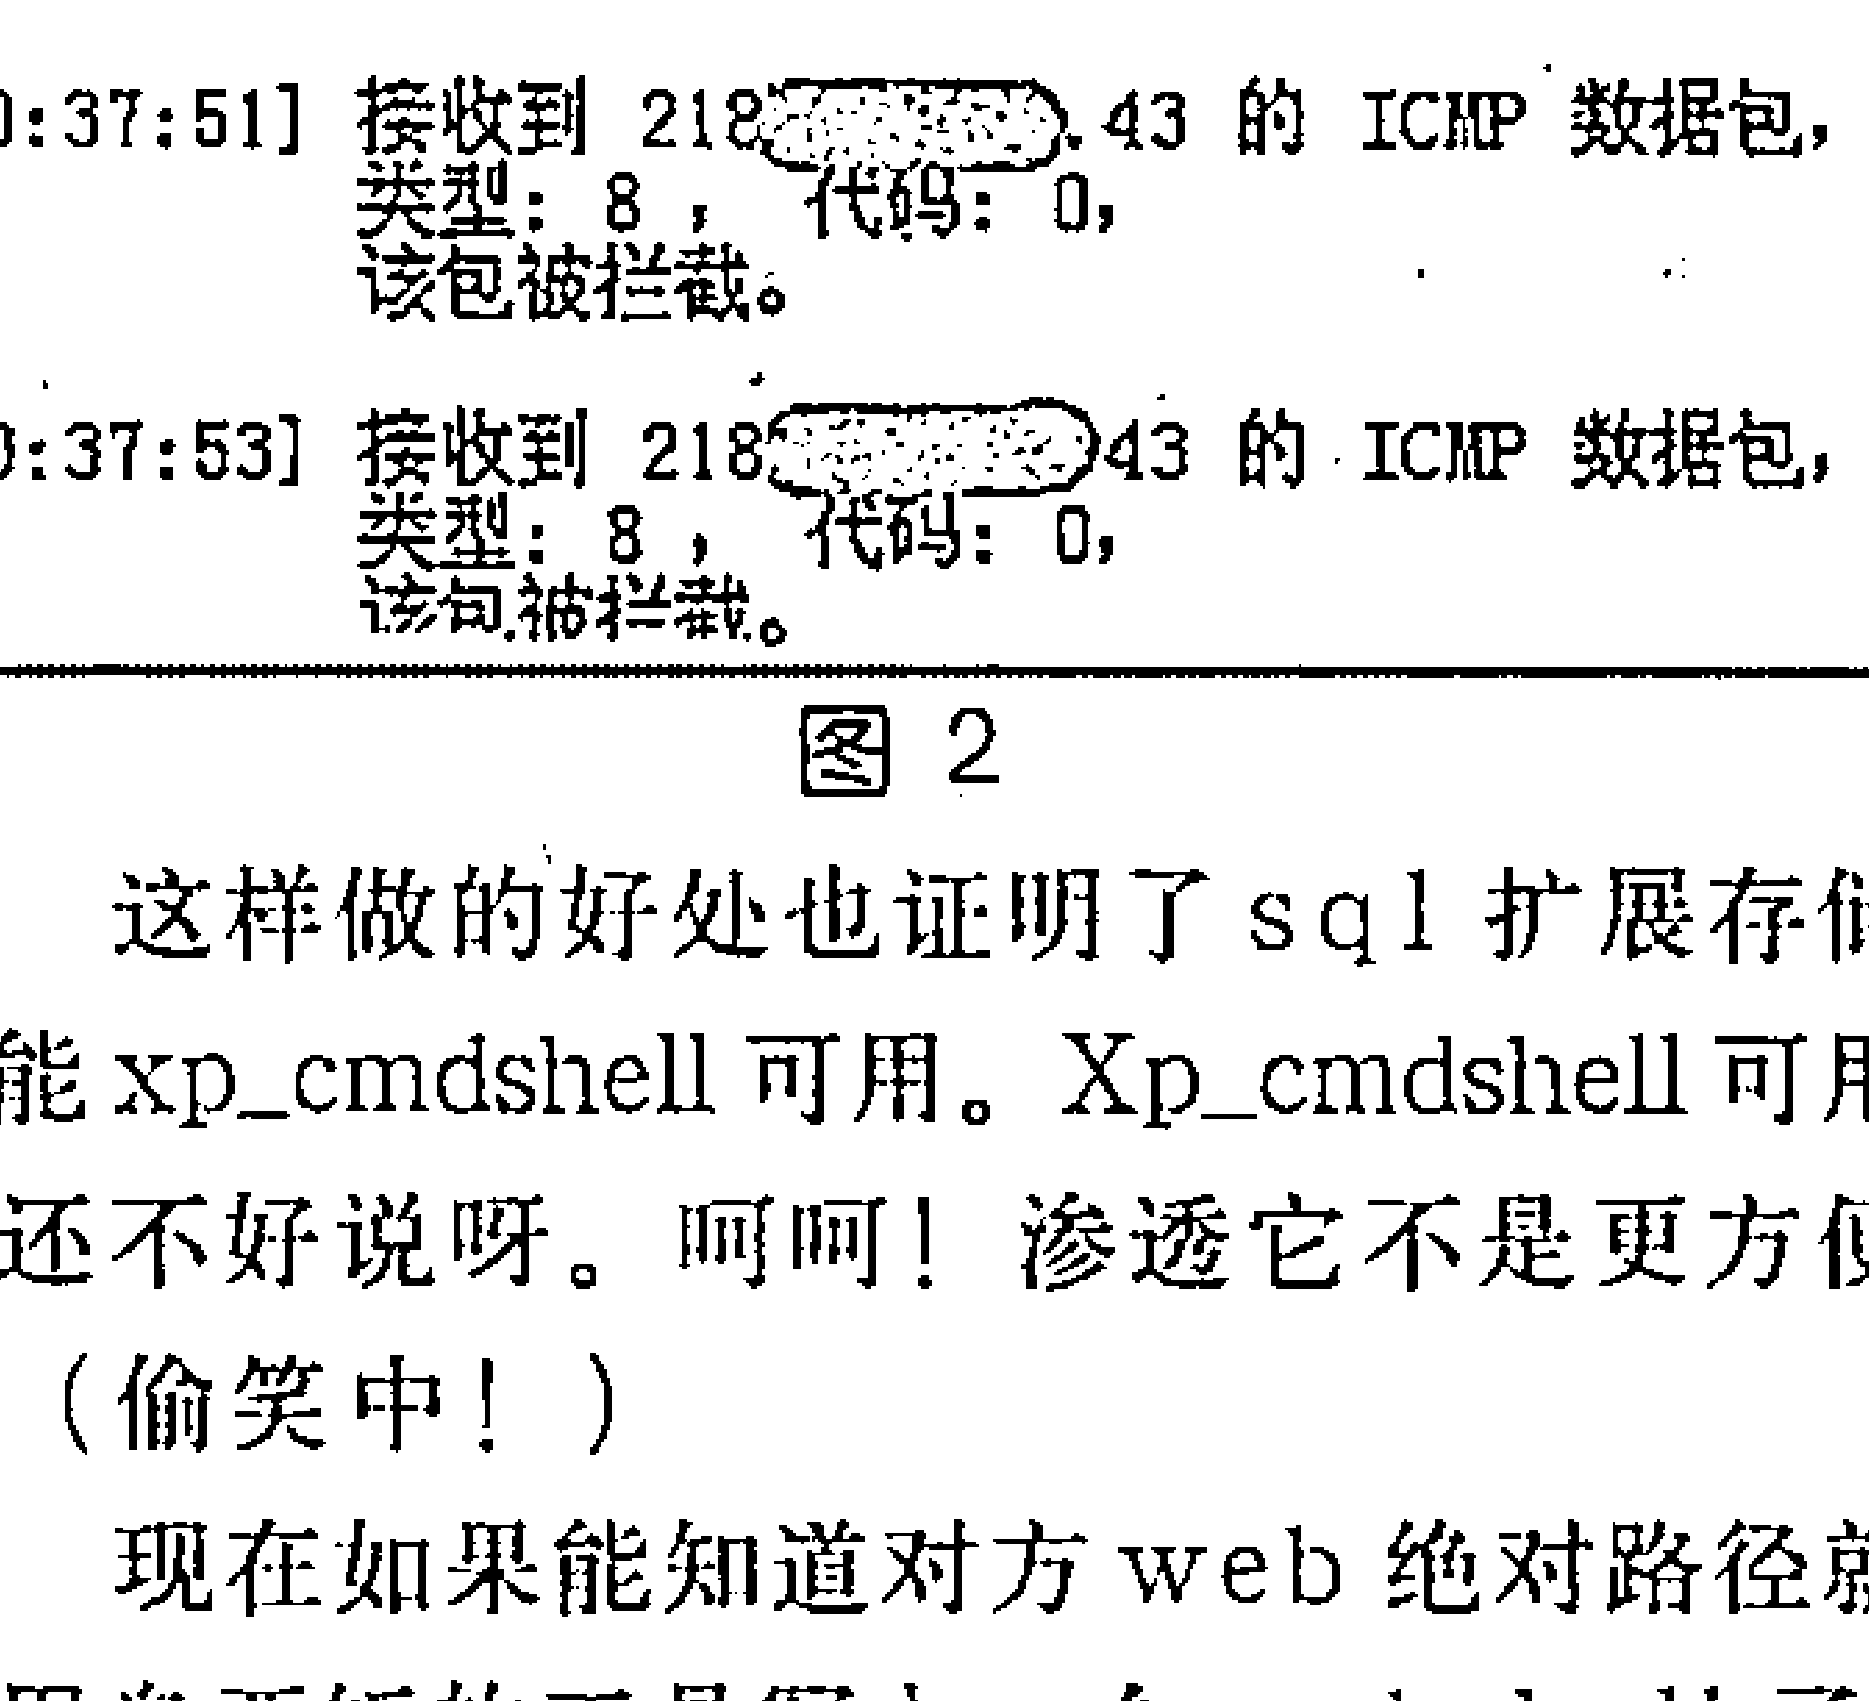 :37:51] 接收到 218 .43 的 ICMP 数据包，
类型： 8 ， 代码： 0，
该包被拦截。
:37:53] 接收到 218 43 的 ICMP 数据包，
类型： 8 ， 代码： 0，
该包被拦截。
图 2
这样做的好处也证明了 sql 扩展存储
能 xp_cmdshell 可用。Xp_cmdshell 可用
还不好说呀。呵呵！渗透它不是更方便
（偷笑中！）
现在如果能知道对方 web 绝对路径就